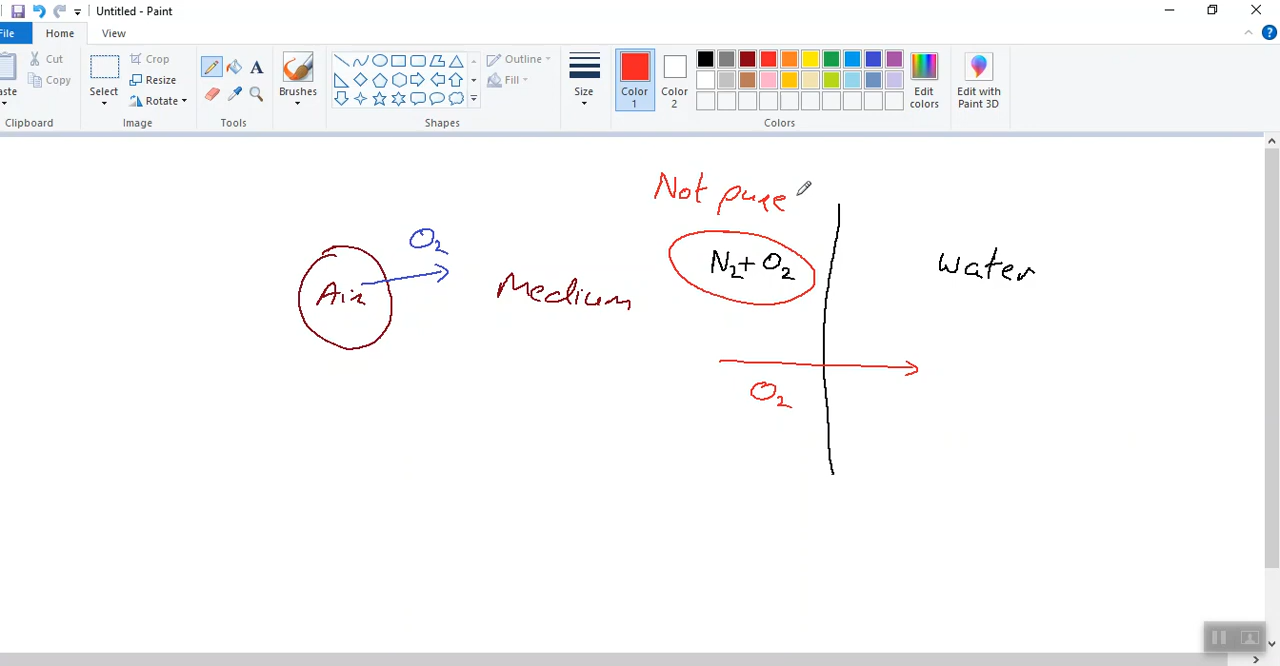 Untitled - Paint
File
Home
View
Cut
Copy
Clipboard
Select
Crop
Resize
Rotate
Image
Tools
Brushes
Outline
Fill
Shapes
Size
Color 1
Color 2
Edit colors
Colors
Edit with Paint 3D
Not pure
O2
N2+ O2
water
Air
Medium
O2